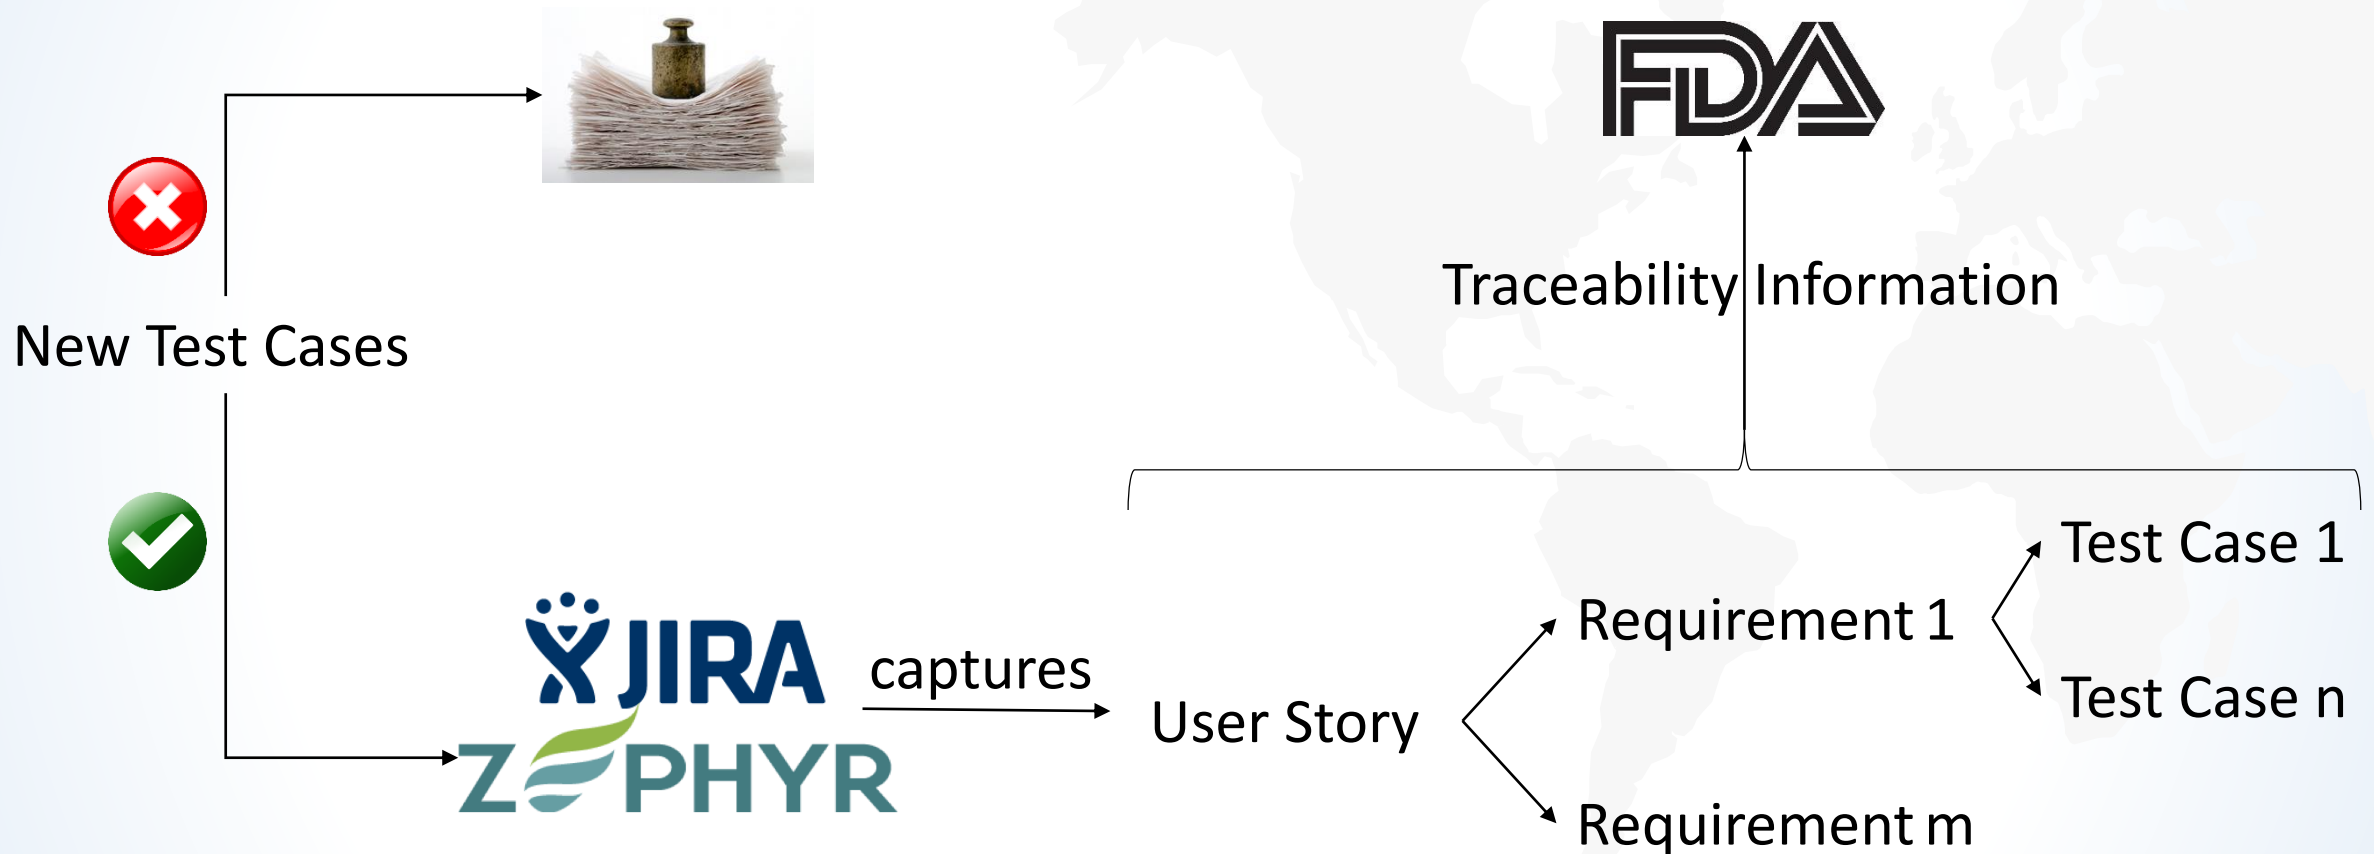 FDA
Traceability Information
New Test Cases
Test Case 1
Requirement 1
JIRA
captures
Test Case n
User Story
ZEPHYR
Requirement m